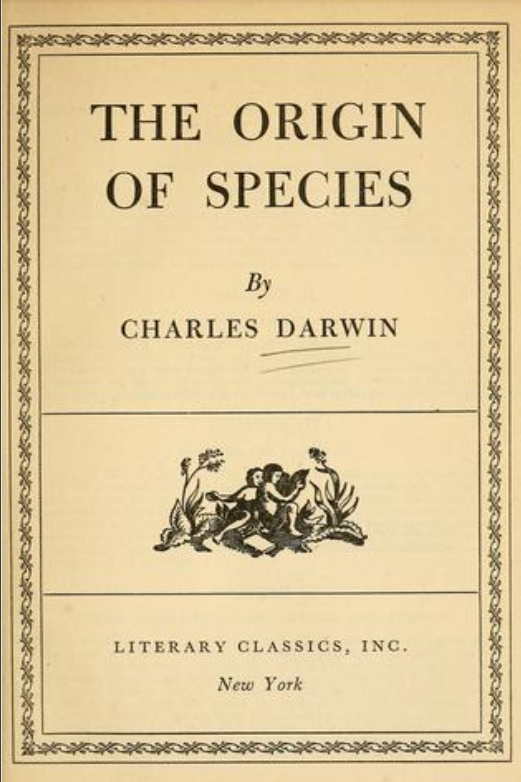 THE ORIGIN
OF SPECIES
By
CHARLES DARWIN
LITERARY CLASSICS, INC.
New York